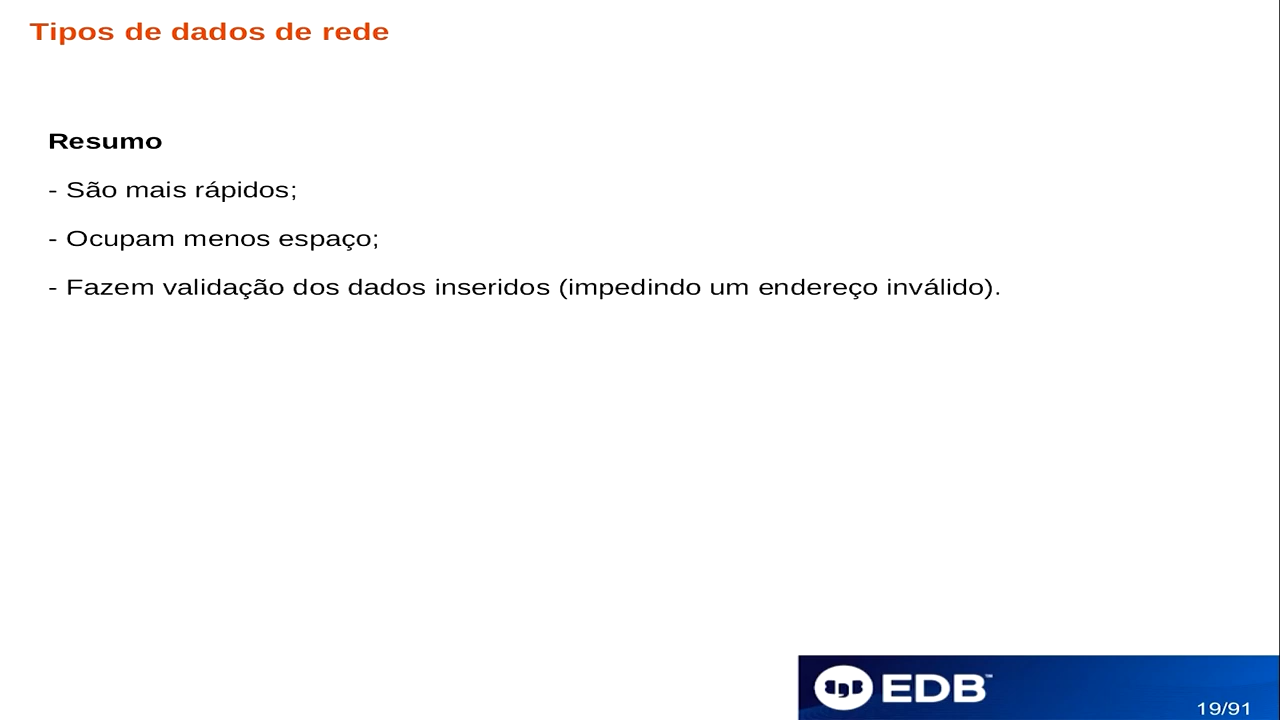 Tipos de dados de rede
Resumo
- São mais rápidos;
- Ocupam menos espaço;
- Fazem validação dos dados inseridos (impedindo um endereço inválido).
EDB™
19/91